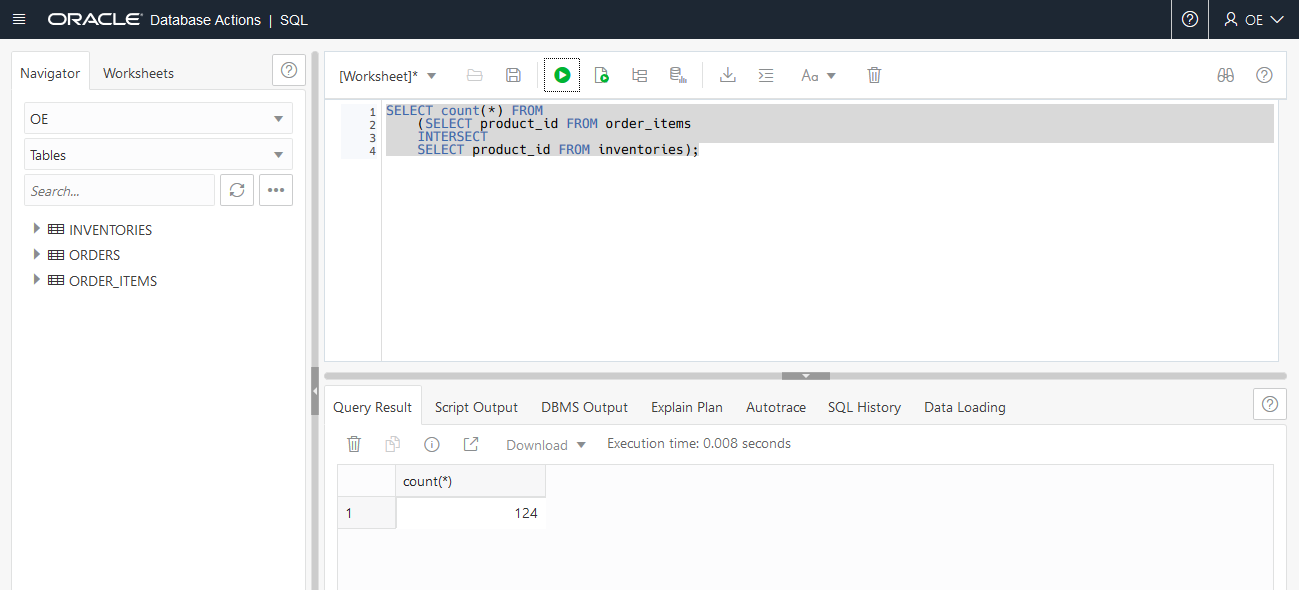 ORACLE Database Actions | SQL
OE
Navigator
Worksheets
OE
Tables
Search...
INVENTORIES
ORDERS
ORDER_ITEMS
[Worksheet]*
Aa
1 SELECT count(*) FROM
2 (SELECT product_id FROM order_items
3 INTERSECT
4 SELECT product_id FROM inventories);
Query Result
Script Output
DBMS Output
Explain Plan
Autotrace
SQL History
Data Loading
Download
Execution time: 0.008 seconds
count(*)
1 124